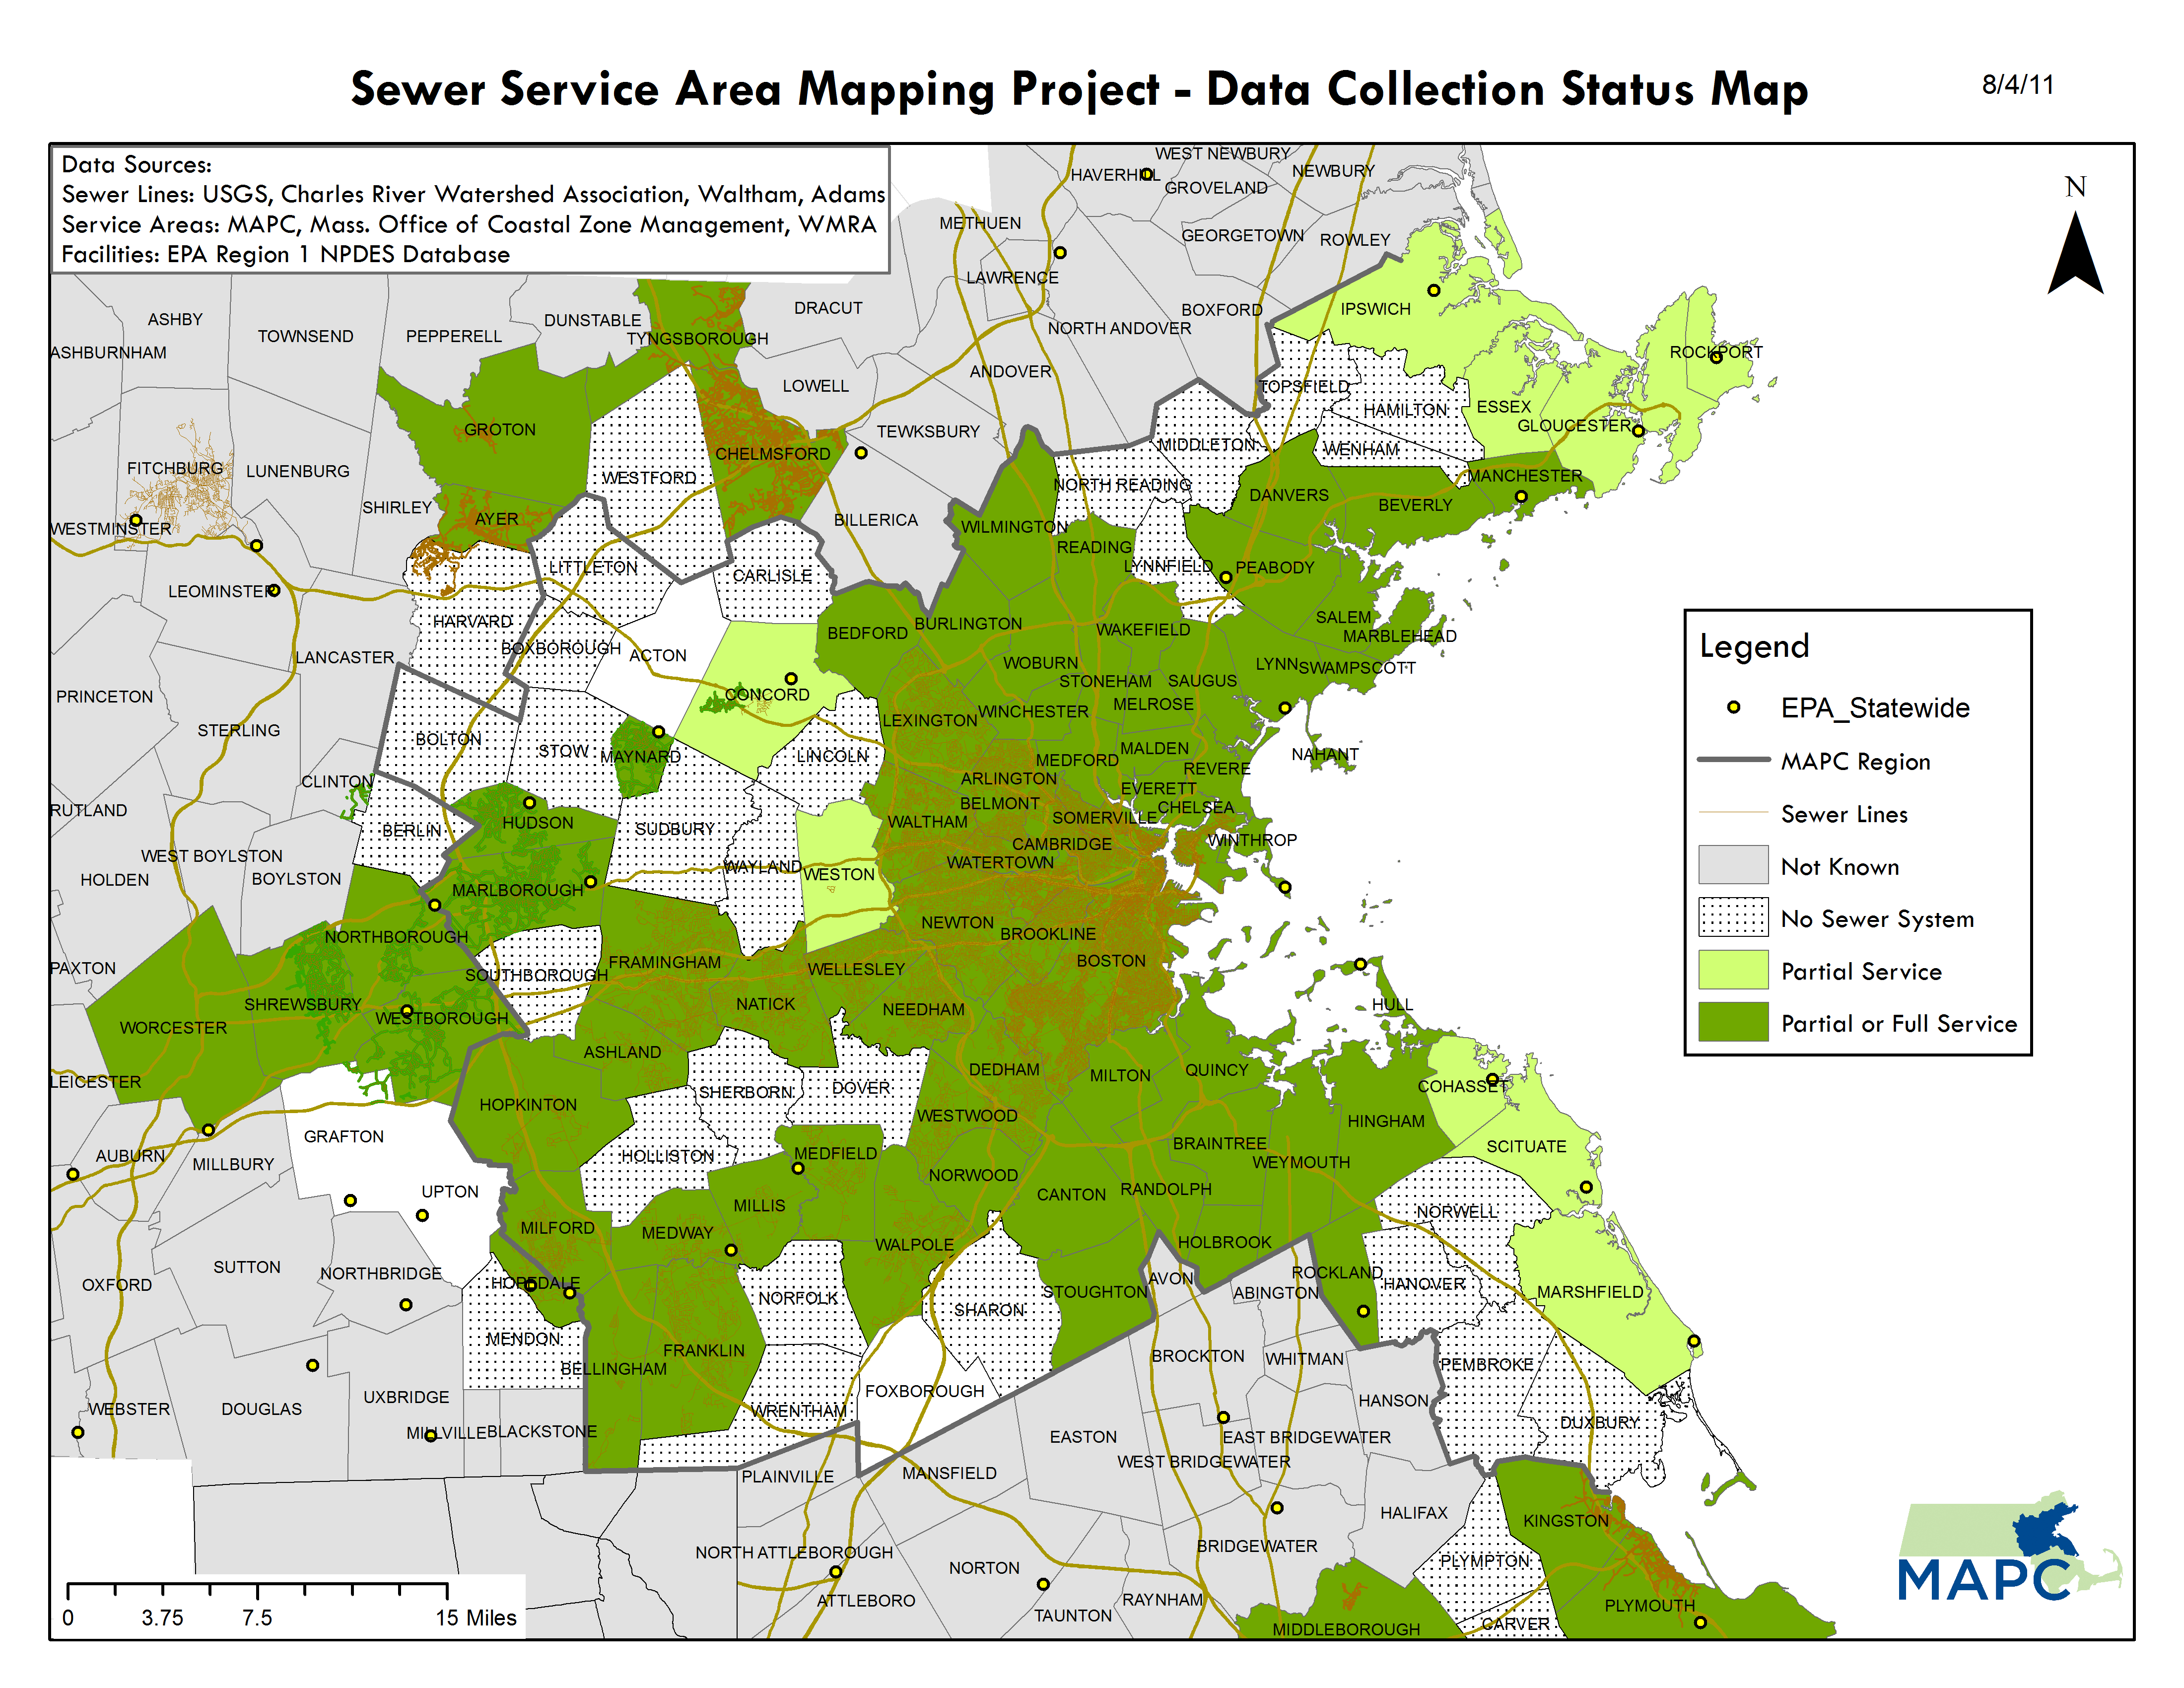 Sewer Service Area Mapping Project - Data Collection Status Map
8/4/11
Data Sources:
Sewer Lines: USGS, Charles River Watershed Association, Waltham, Adams
Service Areas: MAPC, Mass. Office of Coastal Zone Management, WMRA
Facilities: EPA Region 1 NPDES Database
N
WEST NEWBURY
HAVERHILL
GROVELAND
NEWBURY
METHUEN
GEORGETOWN
ROWLEY
LAWRENCE
ASHBY
TOWNSEND
PEPPERELL
DUNSTABLE
TYNGSBOROUGH
DRACUT
NORTH ANDOVER
BOXFORD
IPSWICH
ASHBURNHAM
LOWELL
ANDOVER
TOPSFIELD
ROCKPORT
HAMILTON
ESSEX
GLOUCESTER
GROTON
TEWKSBURY
MIDDLETON
WENHAM
FITCHBURG
LUNENBURG
WESTFORD
CHELMSFORD
NORTH READING
DANVERS
MANCHESTER
BEVERLY
SHIRLEY
AYER
BILLERICA
WILMINGTON
WESTMINSTER
READING
LYNNFIELD
PEABODY
LITTLETON
CARLISLE
LEOMINSTER
HARVARD
BOXBOROUGH
ACTON
BEDFORD
BURLINGTON
WAKEFIELD
SALEM
MARBLEHEAD
LANCASTER
WOBURN
STONEHAM
SAUGUS
LYNN
SWAMPSCOTT
PRINCETON
CONCORD
LEXINGTON
WINCHESTER
MELROSE
STERLING
BOLTON
STOW
MAYNARD
LINCOLN
MEDFORD
MALDEN
REVERE
NAHANT
CLINTON
ARLINGTON
EVERETT
RUTLAND
BERLIN
HUDSON
SUDBURY
WALTHAM
BELMONT
SOMERVILLE
CHELSEA
WINTHROP
CAMBRIDGE
WEST BOYLSTON
HOLDEN
BOYLSTON
MARLBOROUGH
WAYLAND
WESTON
WATERTOWN
NORTHBOROUGH
NEWTON
BROOKLINE
PAXTON
SOUTHBOROUGH
FRAMINGHAM
WELLESLEY
BOSTON
WORCESTER
SHREWSBURY
WESTBOROUGH
NATICK
NEEDHAM
HULL
LEICESTER
ASHLAND
SHERBORN
DOVER
DEDHAM
MILTON
QUINCY
COHASSET
HOPKINTON
WESTWOOD
HINGHAM
GRAFTON
AUBURN
MILLBURY
HOLLISTON
MEDFIELD
BRAINTREE
WEYMOUTH
SCITUATE
UPTON
MILLIS
NORWOOD
CANTON
RANDOLPH
NORWELL
MILFORD
MEDWAY
WALPOLE
HOLBROOK
OXFORD
SUTTON
NORTHBRIDGE
HOPEDALE
NORFOLK
SHARON
STOUGHTON
AVON
ABINGTON
ROCKLAND
HANOVER
MARSHFIELD
MENDON
BELLINGHAM
FRANKLIN
BROCKTON
WHITMAN
PEMBROKE
WEBSTER
DOUGLAS
UXBRIDGE
MILLVILLE
BLACKSTONE
WRENTHAM
FOXBOROUGH
HANSON
DUXBURY
EASTON
WEST BRIDGEWATER
EAST BRIDGEWATER
PLAINVILLE
MANSFIELD
HALIFAX
KINGSTON
NORTH ATTLEBOROUGH
NORTON
BRIDGEWATER
PLYMPTON
ATTLEBORO
TAUNTON
RAYNHAM
MIDDLEBOROUGH
CARVER
PLYMOUTH
Legend
EPA_Statewide
MAPC Region
Sewer Lines
Not Known
No Sewer System
Partial Service
Partial or Full Service
0 3.75 7.5 15 Miles
MAPC